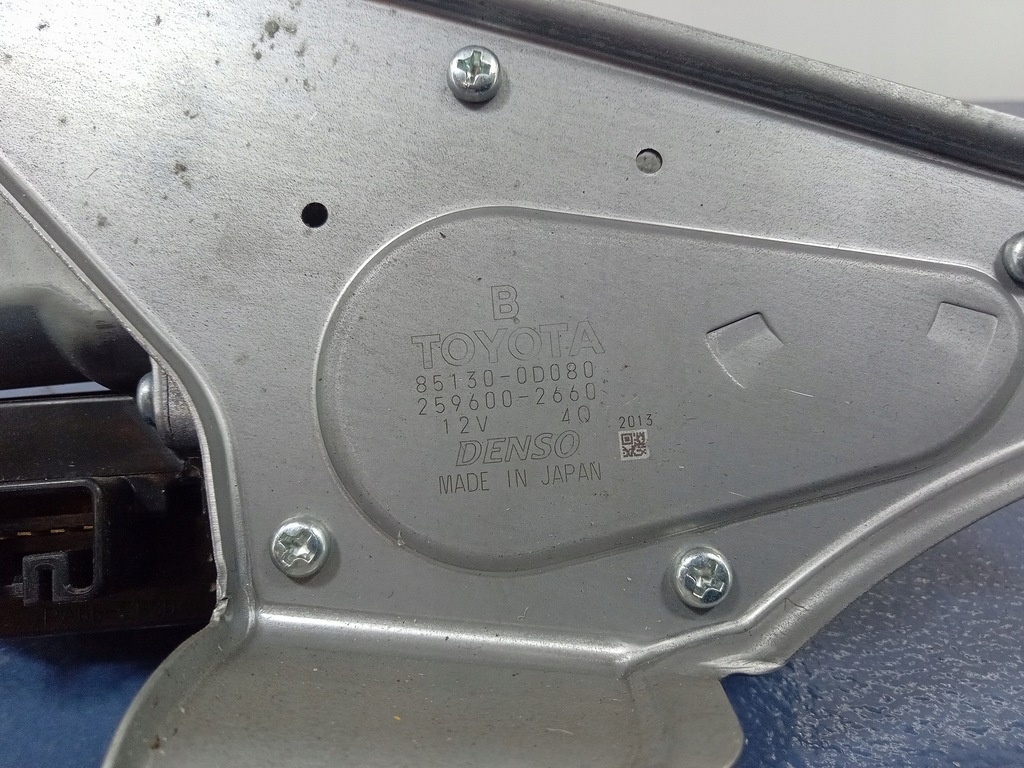 B
TOYOTA
85130-0D080
259600-2660
12V 4Q 2013
DENSO
MADE IN JAPAN